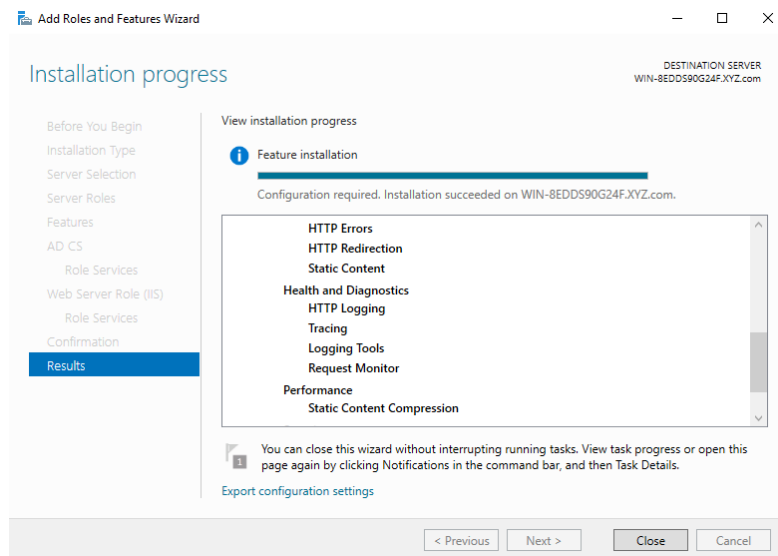 Add Roles and Features Wizard
Installation progress
DESTINATION SERVER
WIN-8EDDS90G24F.XYZ.com
Before You Begin
Installation Type
Server Selection
Server Roles
Features
AD CS
Role Services
Web Server Role (IIS)
Role Services
Confirmation
Results
View installation progress
Feature installation
Configuration required. Installation succeeded on WIN-8EDDS90G24F.XYZ.com.
HTTP Errors
HTTP Redirection
Static Content
Health and Diagnostics
HTTP Logging
Tracing
Logging Tools
Request Monitor
Performance
Static Content Compression
1
You can close this wizard without interrupting running tasks. View task progress or open this
page again by clicking Notifications in the command bar, and then Task Details.
Export configuration settings
< Previous
Next >
Close
Cancel